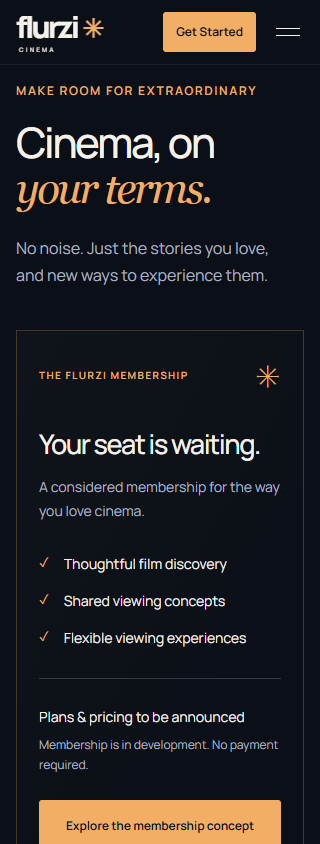 flurzi
CINEMA
Get Started
MAKE ROOM FOR EXTRAORDINARY
Cinema, on
your terms.
No noise. Just the stories you love,
and new ways to experience them.
THE FLURZI MEMBERSHIP
Your seat is waiting.
A considered membership for the way
you love cinema.
✓ Thoughtful film discovery
✓ Shared viewing concepts
✓ Flexible viewing experiences
Plans & pricing to be announced
Membership is in development. No payment
required.
Explore the membership concept